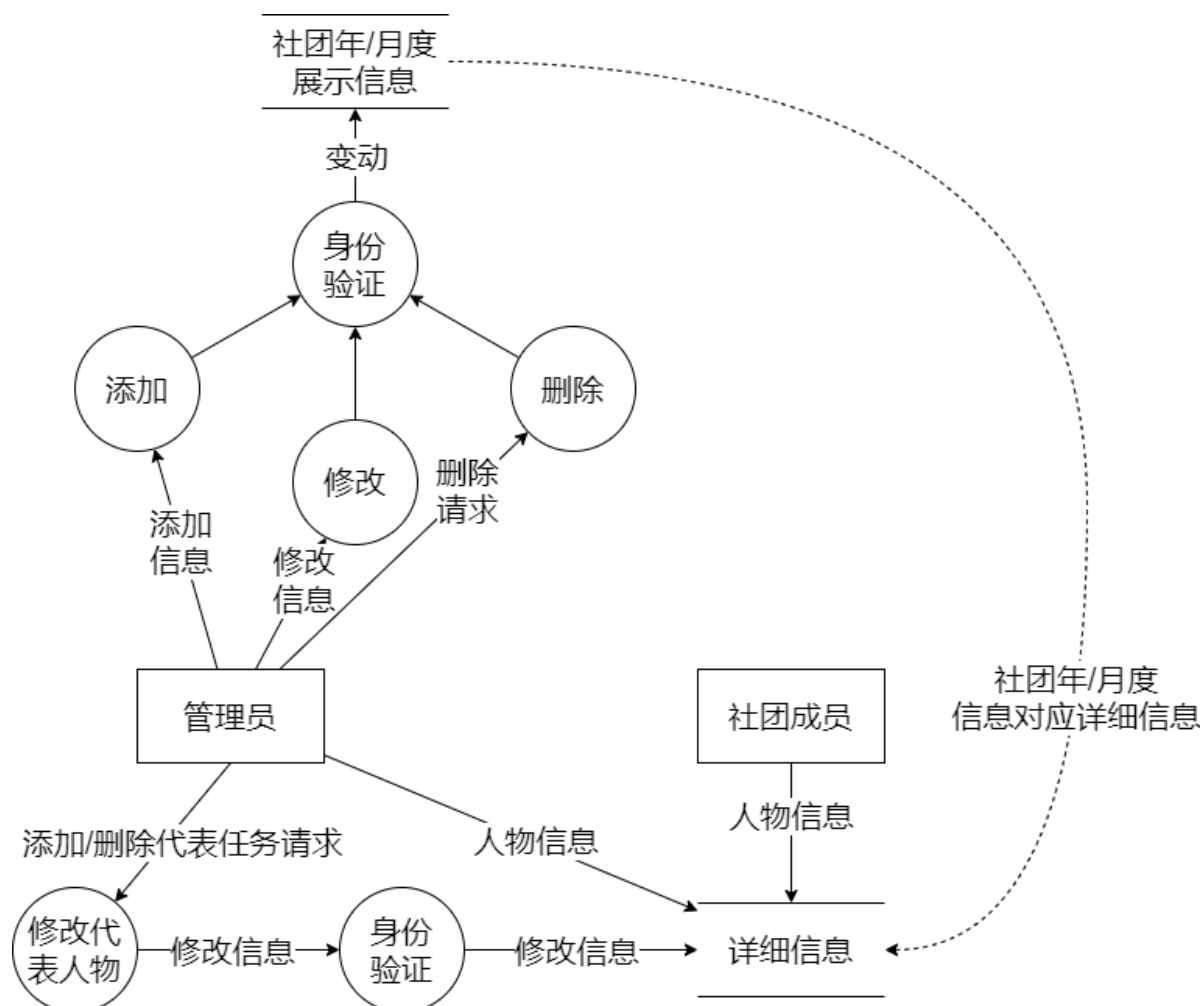 社团年/月度
展示信息
变动
身份
验证
添加
删除
修改
删除
请求
添加
信息
修改
信息
管理员
社团成员
社团年/月度
信息对应详细信息
人物信息
添加/删除代表任务请求
人物信息
修改代
表人物
修改信息
身份
验证
修改信息
详细信息